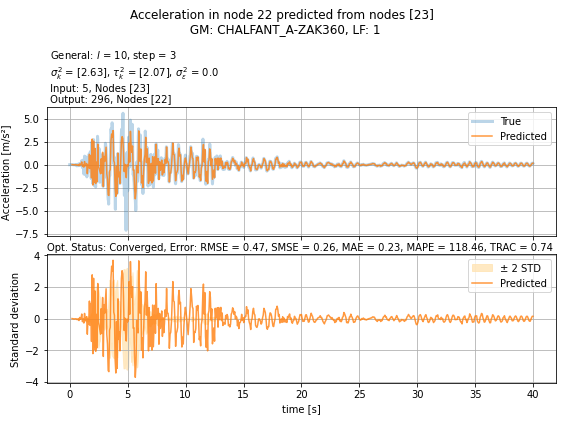 Acceleration in node 22 predicted from nodes [23]
GM: CHALFANT_A-ZAK360, LF: 1
General: l = 10, step = 3
σ²ₖ = [2.63], τ²ₖ = [2.07], σ²ε = 0.0
Input: 5, Nodes [23]
Output: 296, Nodes [22]
Acceleration [m/s²]
5.0
2.5
0.0
−2.5
−5.0
−7.5
True
Predicted
Opt. Status: Converged, Error: RMSE = 0.47, SMSE = 0.26, MAE = 0.23, MAPE = 118.46, TRAC = 0.74
Standard deviation
4
2
0
−2
−4
± 2 STD
Predicted
0 5 10 15 20 25 30 35 40
time [s]